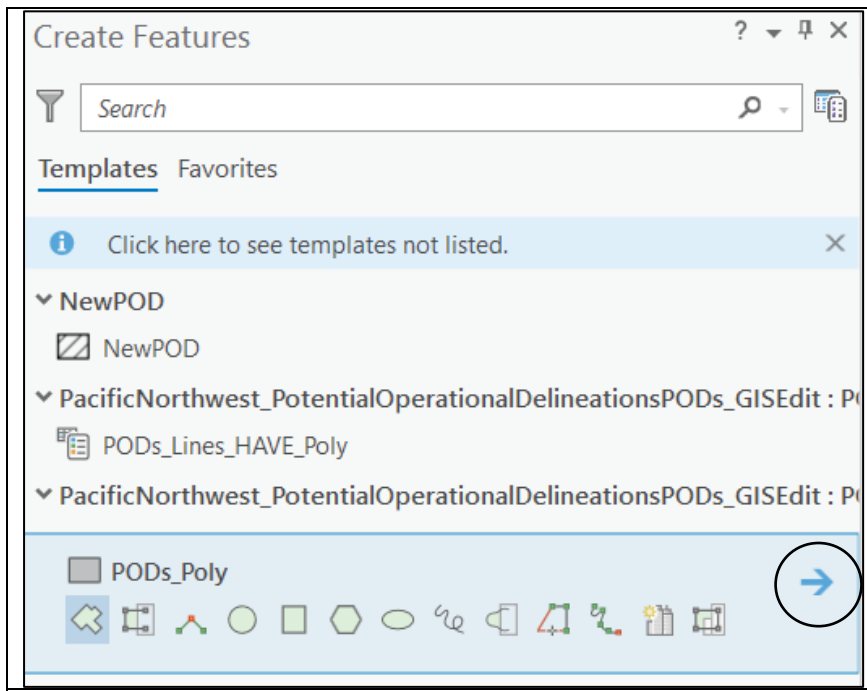 Create Features
?
Search
Templates Favorites
Click here to see templates not listed.
NewPOD
NewPOD
PacificNorthwest_PotentialOperationalDelineationsPODs_GISEdit : P
PODs_Lines_HAVE_Poly
PacificNorthwest_PotentialOperationalDelineationsPODs_GISEdit : P
PODs_Poly